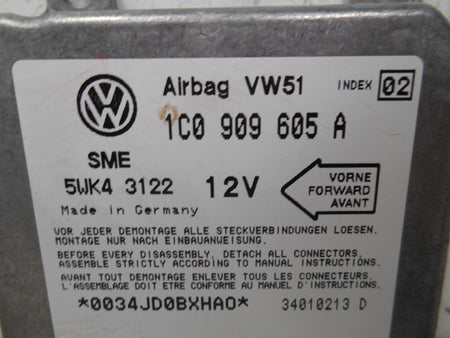 Airbag VW51 INDEX 02
1C0 909 605 A
SME
5WK4 3122 12V
VORNE
FORWARD
AVANT
Made in Germany
VOR JEDER DEMONTAGE ALLE STECKVERBINDUNGEN LOESEN.
MONTAGE NUR NACH EINBAUANWEISUNG.
BEFORE EVERY DISASSEMBLY, DETACH ALL CONNECTORS.
ASSEMBLE STRICTLY ACCORDING TO MANUAL INSTRUCTIONS.
AVANT TOUT DEMONTAGE ENLEVER TOUS LES CONNECTEURS.
L'ASSEMBLAGE DOIT ETRE CONFORME AU MANUEL D'INSTRUCTIONS.
*0034JD0BXHAO* 34010213 D